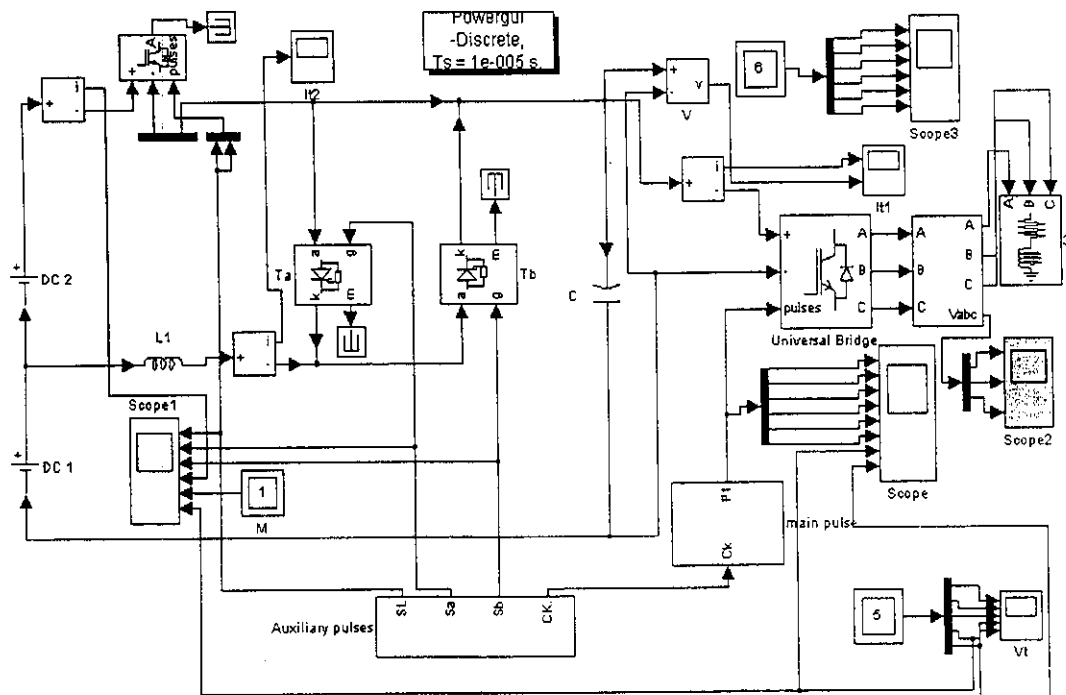 Powergui
-Discrete,
Ts = 1e-005 s.
A
+
-
pulses
It2
+
i
-
+
-
v
V
6
Scope3
+
i
-
It1
A
B
C
a
g
k
m
Ta
k
m
a
g
Tb
+
DC 2
L1
+
i
-
C
+
-
pulses
A
B
C
Universal Bridge
A
B
C
A
B
C
Vabc
Scope2
Scope1
+
DC 1
1
M
Scope
P1
main pulse
Ck
SL
Sa
Sb
CK
Auxiliary pulses
5
Vt